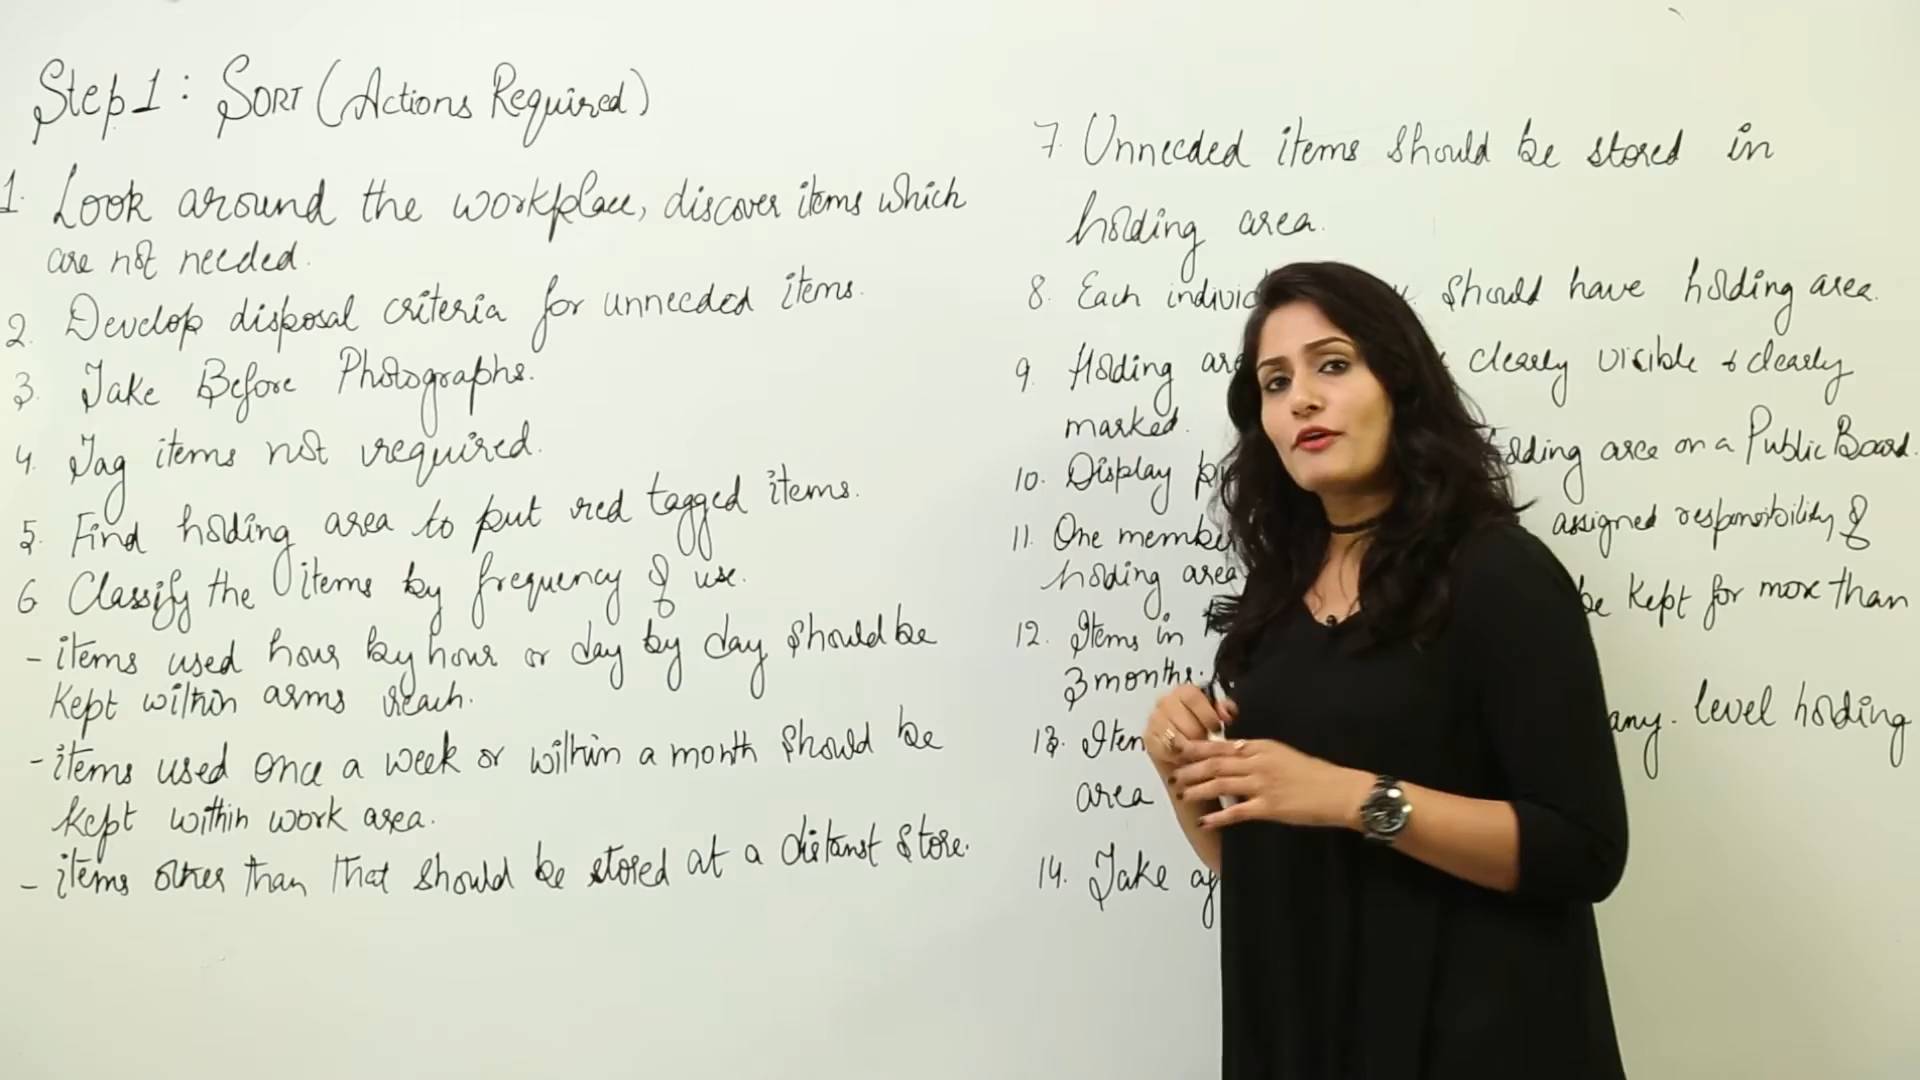 Step 1 : SORT (Actions Required)
1. Look around the workplace, discover items which
are not needed.
2. Develop disposal criteria for unneeded items.
3. Take Before Photographs.
4. Tag items not required.
5. Find holding area to put red tagged items.
6 Classify the items by frequency of use.
- items used hour by hour or day by day should be
kept within arms reach.
- items used once a week or within a month should be
kept within work area.
- items other than that should be stored at a distant store.
7. Unneeded items should be stored in
holding area.
8. Each should have holding area.
9. Holding clearly visible & clearly
marked.
10. Display area on a Public Board.
11. One assigned responsibility of
holding area
12. Items in be kept for more than
3 months.
13. level holding
area
14. Take